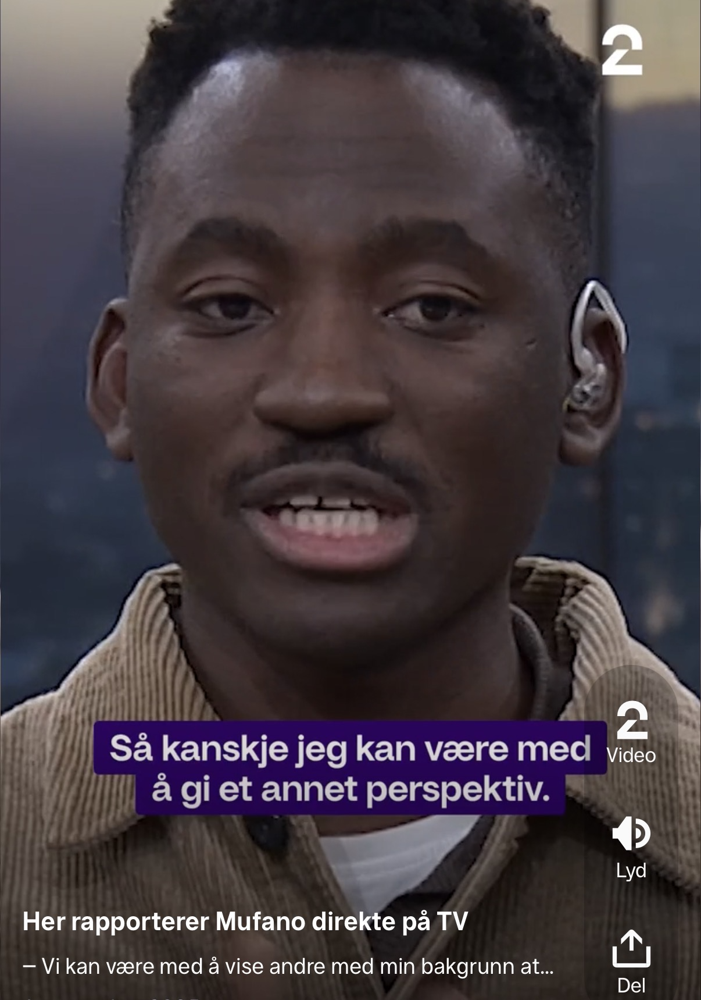 2
Så kanskje jeg kan være med
å gi et annet perspektiv.
2
Video
Lyd
Her rapporterer Mufano direkte på TV
– Vi kan være med å vise andre med min bakgrunn at...
Del